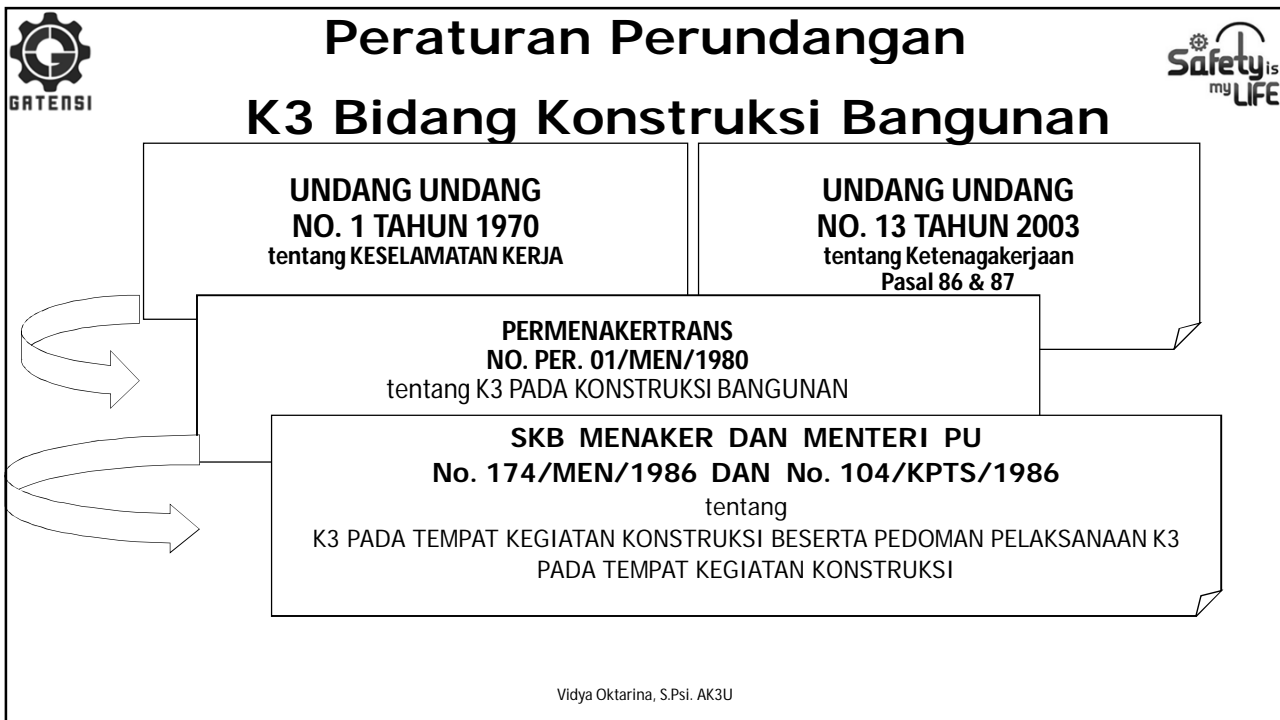 GATENSI
Peraturan Perundangan
Safety is
my LIFE
K3 Bidang Konstruksi Bangunan
UNDANG UNDANG
NO. 1 TAHUN 1970
tentang KESELAMATAN KERJA
UNDANG UNDANG
NO. 13 TAHUN 2003
tentang Ketenagakerjaan
Pasal 86 & 87
PERMENAKERTRANS
NO. PER. 01/MEN/1980
tentang K3 PADA KONSTRUKSI BANGUNAN
SKB MENAKER DAN MENTERI PU
No. 174/MEN/1986 DAN No. 104/KPTS/1986
tentang
K3 PADA TEMPAT KEGIATAN KONSTRUKSI BESERTA PEDOMAN PELAKSANAAN K3
PADA TEMPAT KEGIATAN KONSTRUKSI
Vidya Oktarina, S.Psi. AK3U